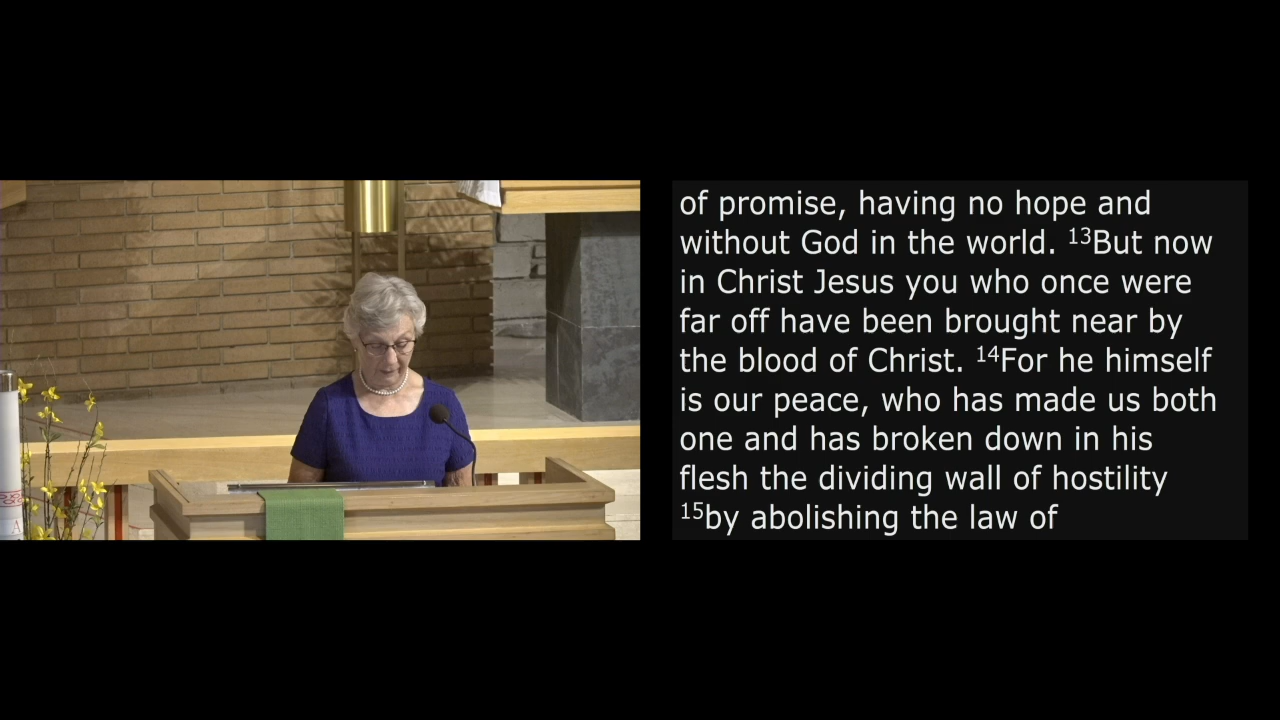 of promise, having no hope and
without God in the world. ¹³But now
in Christ Jesus you who once were
far off have been brought near by
the blood of Christ. ¹⁴For he himself
is our peace, who has made us both
one and has broken down in his
flesh the dividing wall of hostility
¹⁵by abolishing the law of
A